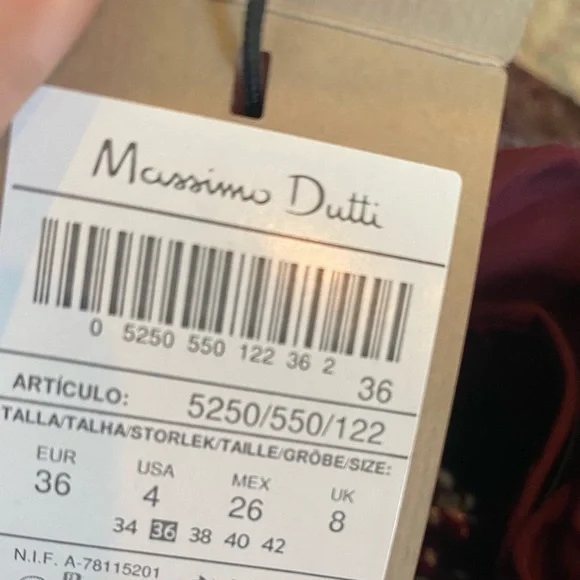 Massimo Dutti
0 5250 550 122 36 2
36
ARTÍCULO: 5250/550/122
TALLA/TALHA/STORLEK/TAILLE/GRÖBE/SIZE:
EUR USA MEX UK
36 4 26 8
34 36 38 40 42
N.I.F. A-78115201